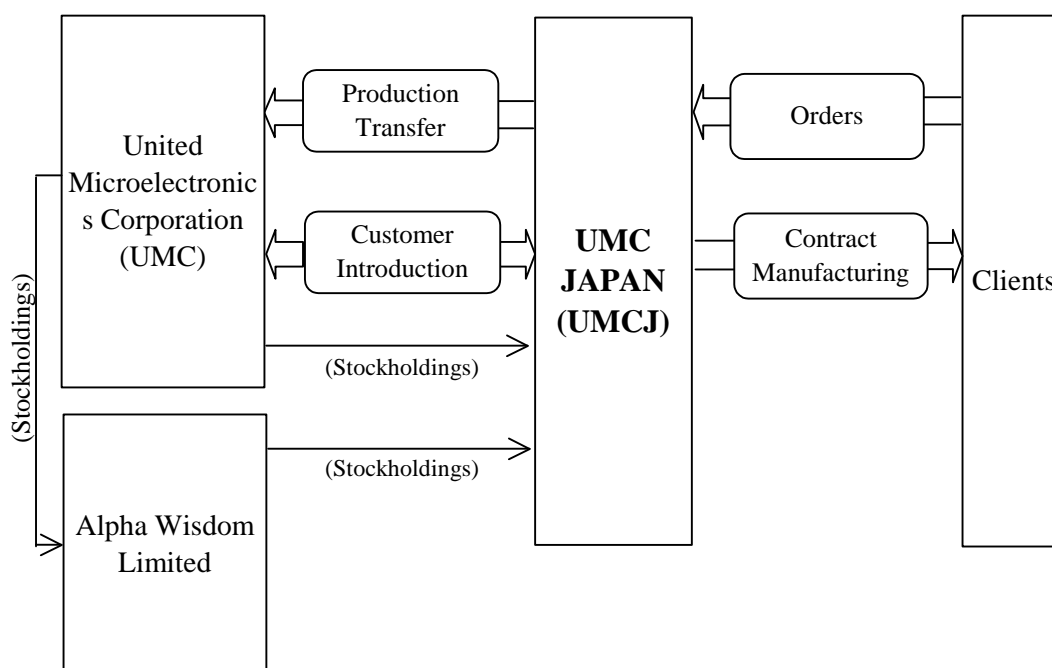 United
Microelectronic
s Corporation
(UMC)
Production
Transfer
Customer
Introduction
(Stockholdings)
(Stockholdings)
(Stockholdings)
Alpha Wisdom
Limited
UMC
JAPAN
(UMCJ)
Orders
Contract
Manufacturing
Clients